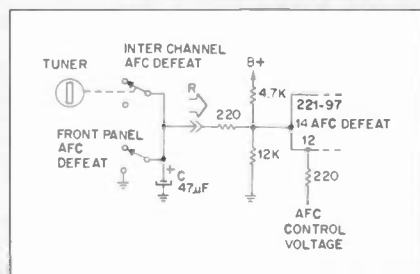 INTER CHANNEL
AFC DEFEAT
TUNER
B+
R
4.7K
221-97
220
14 AFC DEFEAT
FRONT PANEL
AFC
DEFEAT
12
12K
+
C
47µF
220
AFC
CONTROL
VOLTAGE